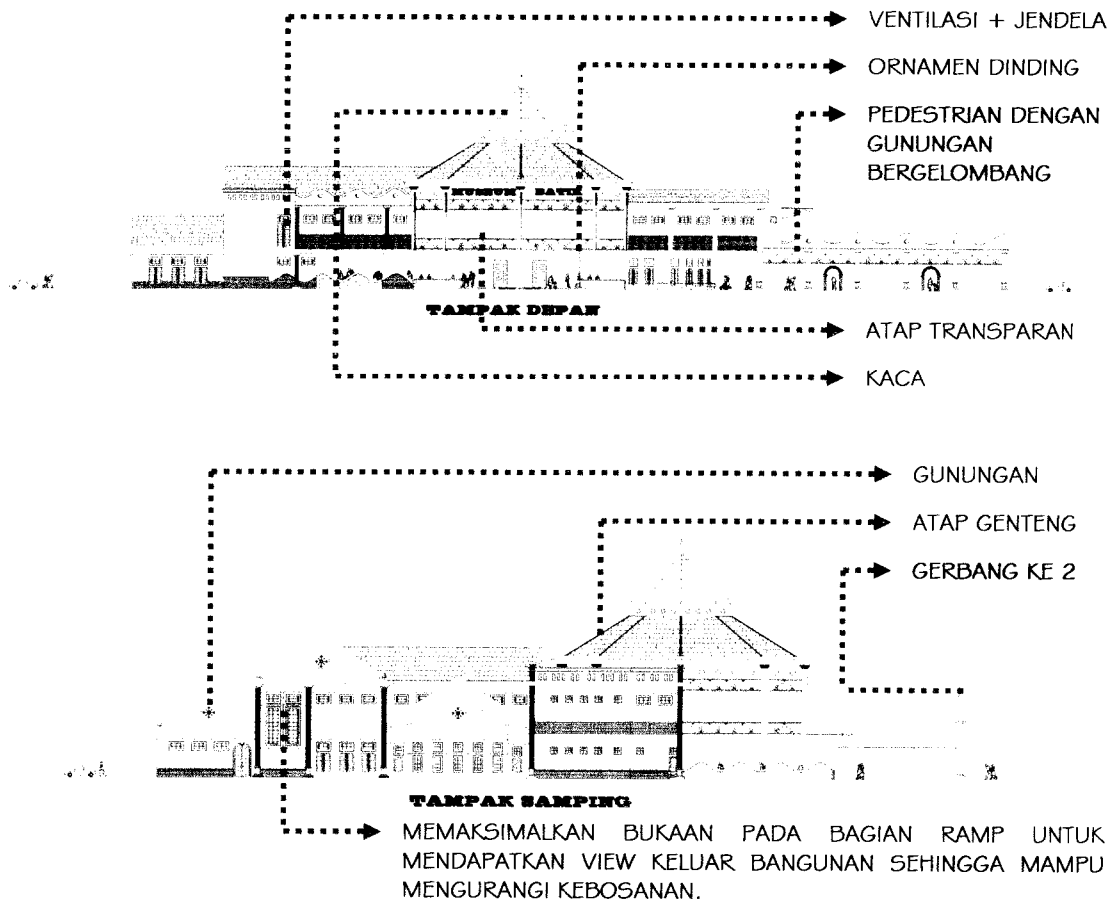 VENTILASI + JENDELA
ORNAMEN DINDING
PEDESTRIAN DENGAN
GUNUNGAN
BERGELOMBANG
MUSEUM BATIK
TAMPAK DEPAN
ATAP TRANSPARAN
KACA
GUNUNGAN
ATAP GENTENG
GERBANG KE 2
TAMPAK SAMPING
MEMAKSIMALKAN BUKAAN PADA BAGIAN RAMP UNTUK
MENDAPATKAN VIEW KELUAR BANGUNAN SEHINGGA MAMPU
MENGURANGI KEBOSANAN.